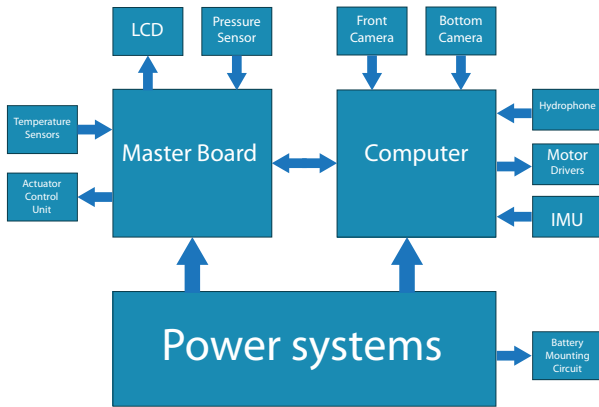 LCD
Pressure
Sensor
Front
Camera
Bottom
Camera
Temperature
Sensors
Master Board
Computer
Hydrophone
Motor
Drivers
Actuator
Control
Unit
IMU
Power systems
Battery
Mounting
Circuit